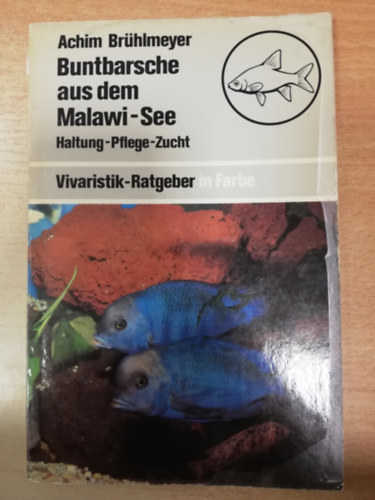 Achim Brühlmeyer
Buntbarsche
aus dem
Malawi-See
Haltung-Pflege-Zucht
Vivaristik-Ratgeber in Farbe